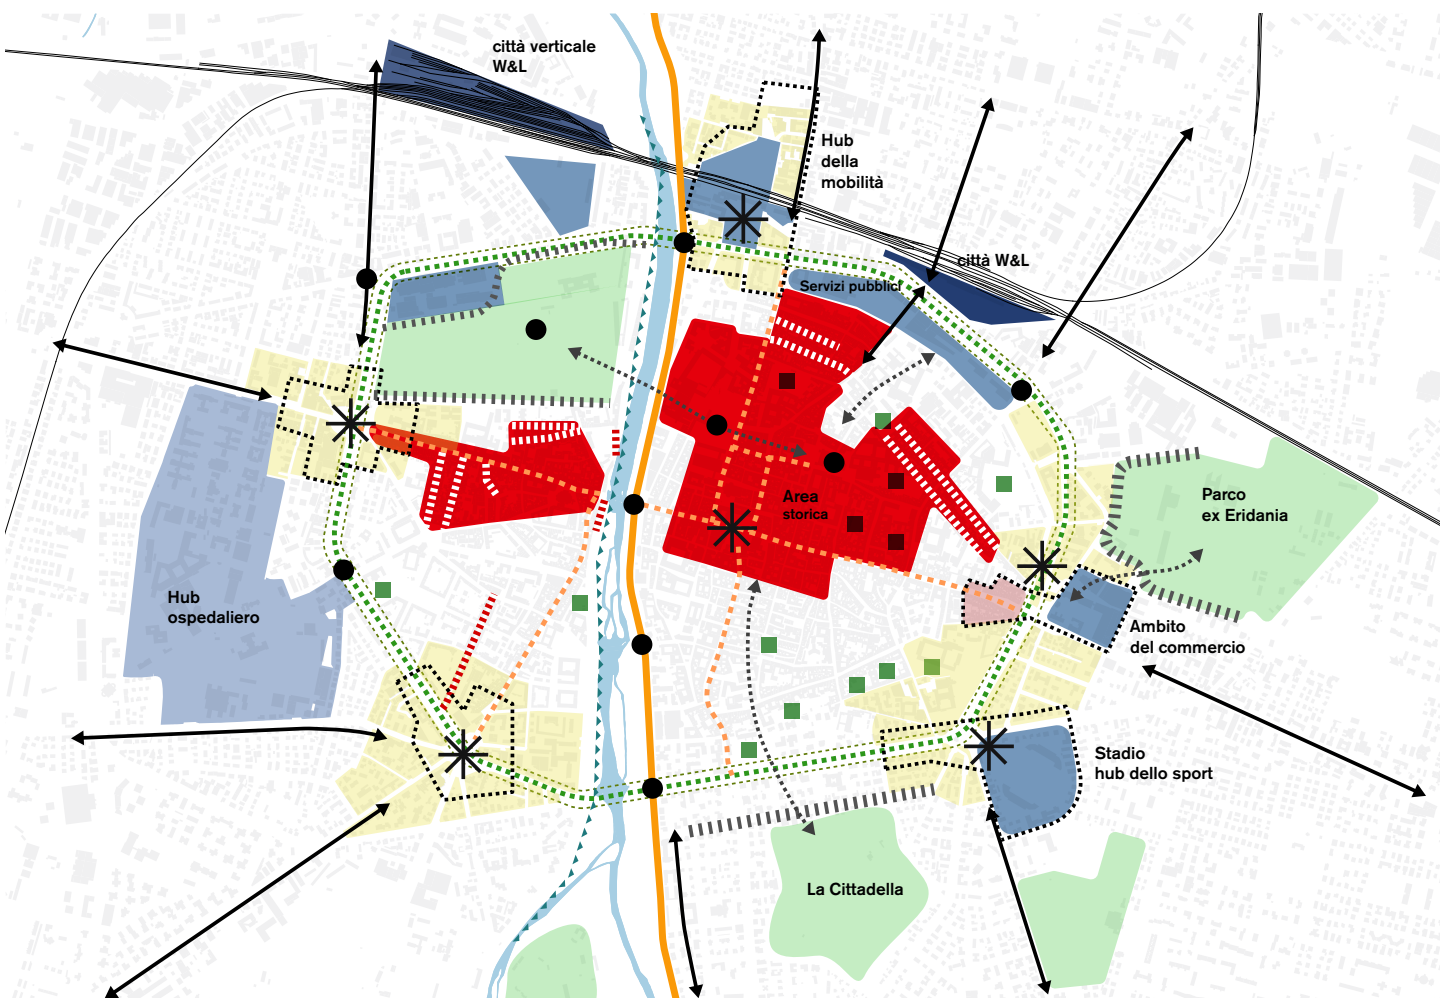 città verticale
W&L
Hub
della
mobilità
città W&L
Servizi pubblici
Area
storica
Parco
ex Eridania
Hub
ospedaliero
Ambito
del commercio
Stadio
hub dello sport
La Cittadella